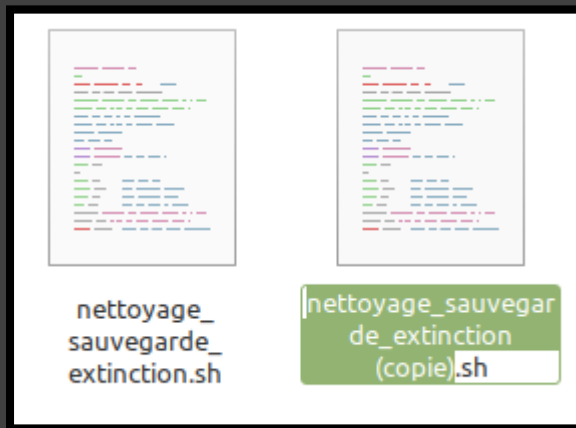 nettoyage_
sauvegarde_
extinction.sh
nettoyage_sauvegar
de_extinction
(copie).sh